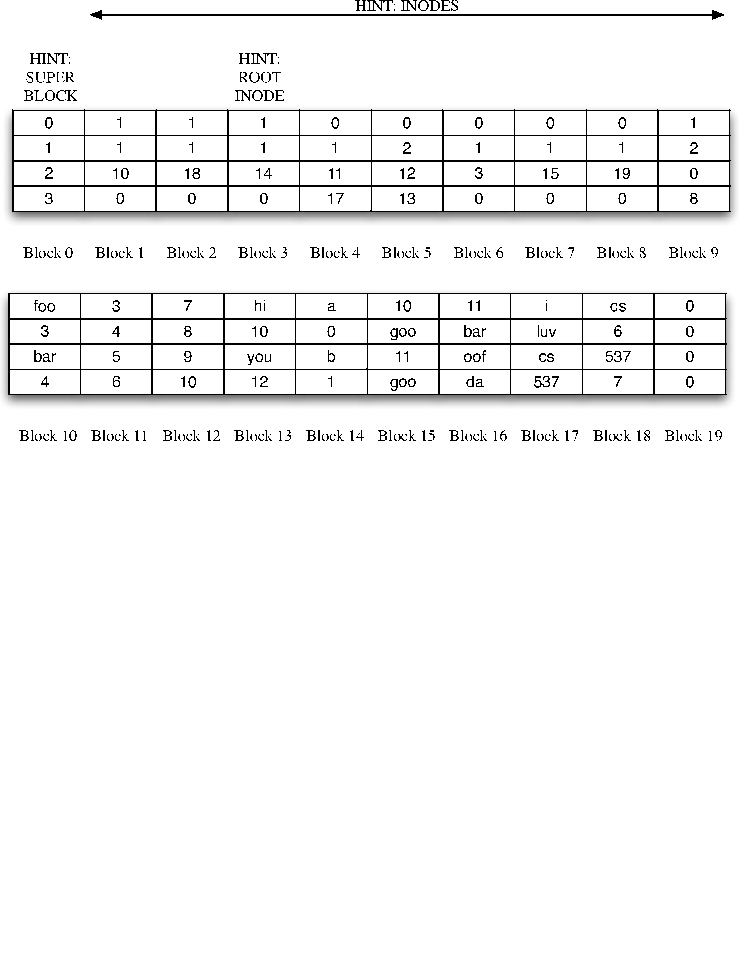 HINT: INODES
HINT: HINT:
SUPER ROOT
BLOCK INODE
0 1 1 1 0 0 0 0 0 1
1 1 1 1 1 2 1 1 1 2
2 10 18 14 11 12 3 15 19 0
3 0 0 0 17 13 0 0 0 8
Block 0 Block 1 Block 2 Block 3 Block 4 Block 5 Block 6 Block 7 Block 8 Block 9
foo 3 7 hi a 10 11 i cs 0
3 4 8 10 0 goo bar luv 6 0
bar 5 9 you b 11 oof cs 537 0
4 6 10 12 1 goo da 537 7 0
Block 10 Block 11 Block 12 Block 13 Block 14 Block 15 Block 16 Block 17 Block 18 Block 19